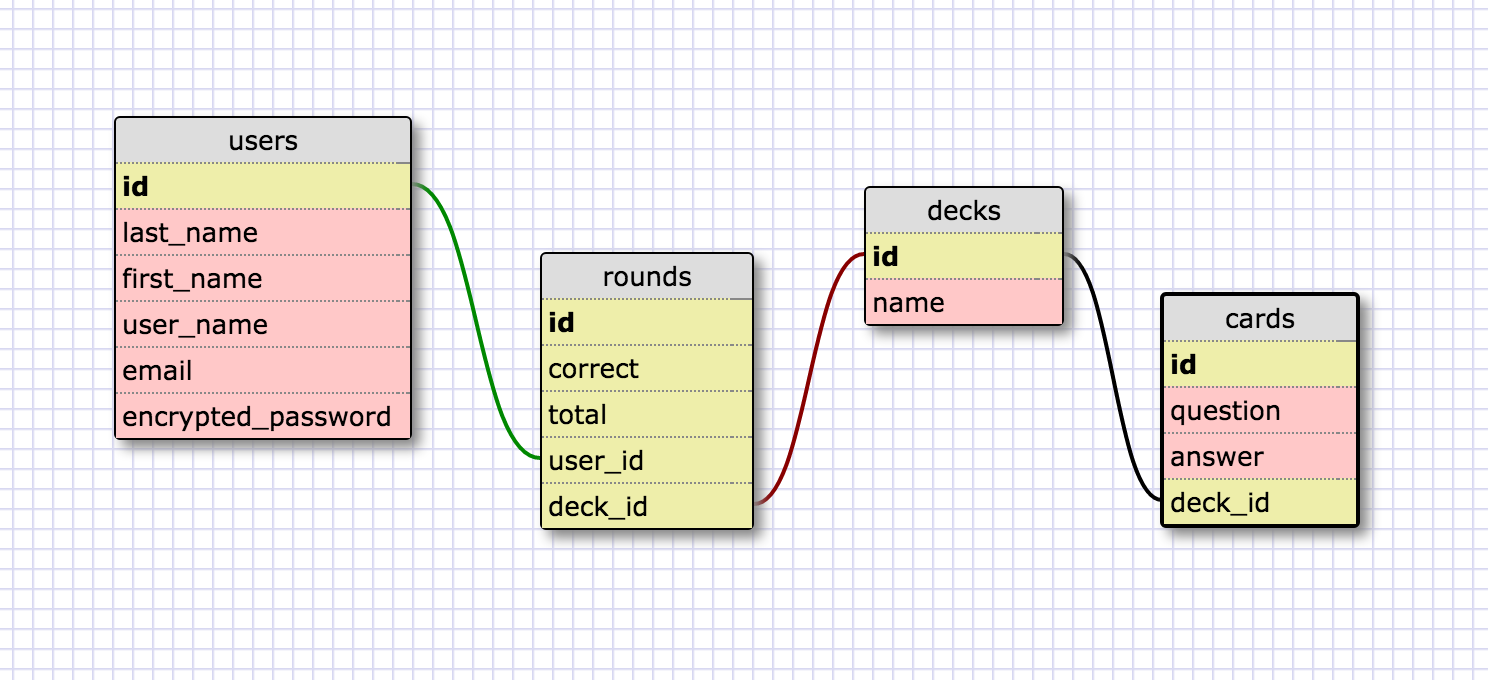 users
id
last_name
first_name
user_name
email
encrypted_password
rounds
id
correct
total
user_id
deck_id
decks
id
name
cards
id
question
answer
deck_id